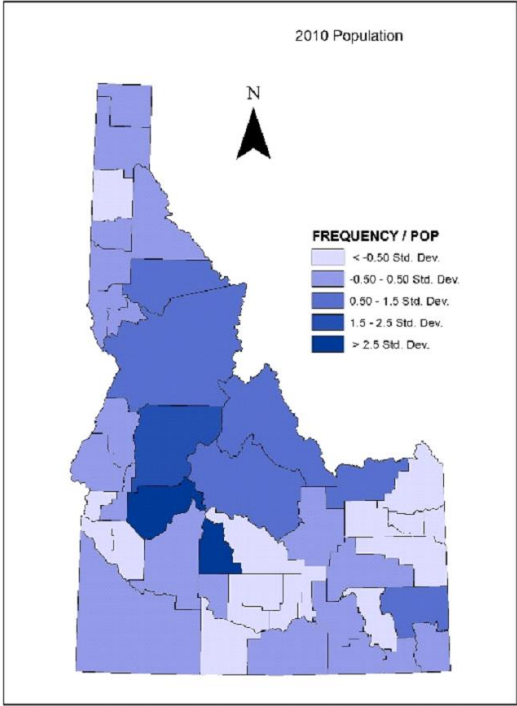 2010 Population
N
FREQUENCY / POP
< -0.50 Std. Dev.
-0.50 - 0.50 Std. Dev.
0.50 - 1.5 Std. Dev.
1.5 - 2.5 Std. Dev.
> 2.5 Std. Dev.